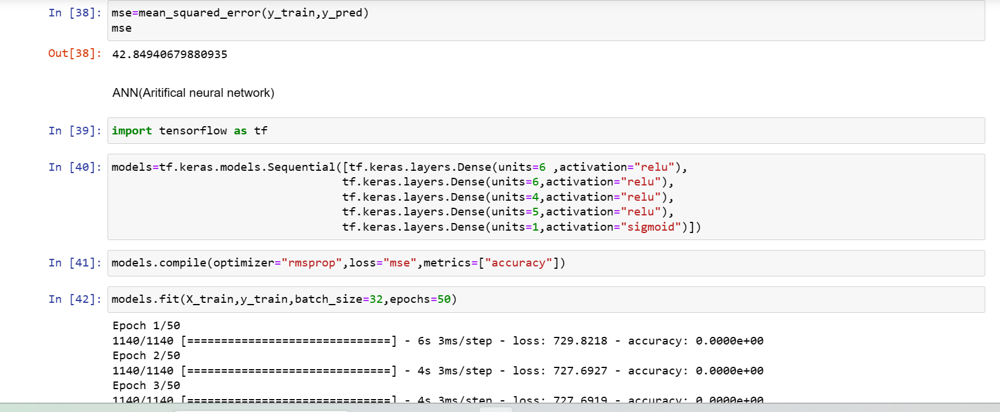 In [38]: mse=mean_squared_error(y_train,y_pred)
mse
Out[38]: 42.84940679880935
ANN(Aritifical neural network)
In [39]: import tensorflow as tf
In [40]: models=tf.keras.models.Sequential([tf.keras.layers.Dense(units=6 ,activation="relu"),
tf.keras.layers.Dense(units=6,activation="relu"),
tf.keras.layers.Dense(units=4,activation="relu"),
tf.keras.layers.Dense(units=5,activation="relu"),
tf.keras.layers.Dense(units=1,activation="sigmoid")])
In [41]: models.compile(optimizer="rmsprop",loss="mse",metrics=["accuracy"])
In [42]: models.fit(X_train,y_train,batch_size=32,epochs=50)
Epoch 1/50
1140/1140 [==============================] - 6s 3ms/step - loss: 729.8218 - accuracy: 0.0000e+00
Epoch 2/50
1140/1140 [==============================] - 4s 3ms/step - loss: 727.6927 - accuracy: 0.0000e+00
Epoch 3/50
1140/1140 [==============================] - 4s 3ms/step - loss: 727.6919 - accuracy: 0.0000e+00